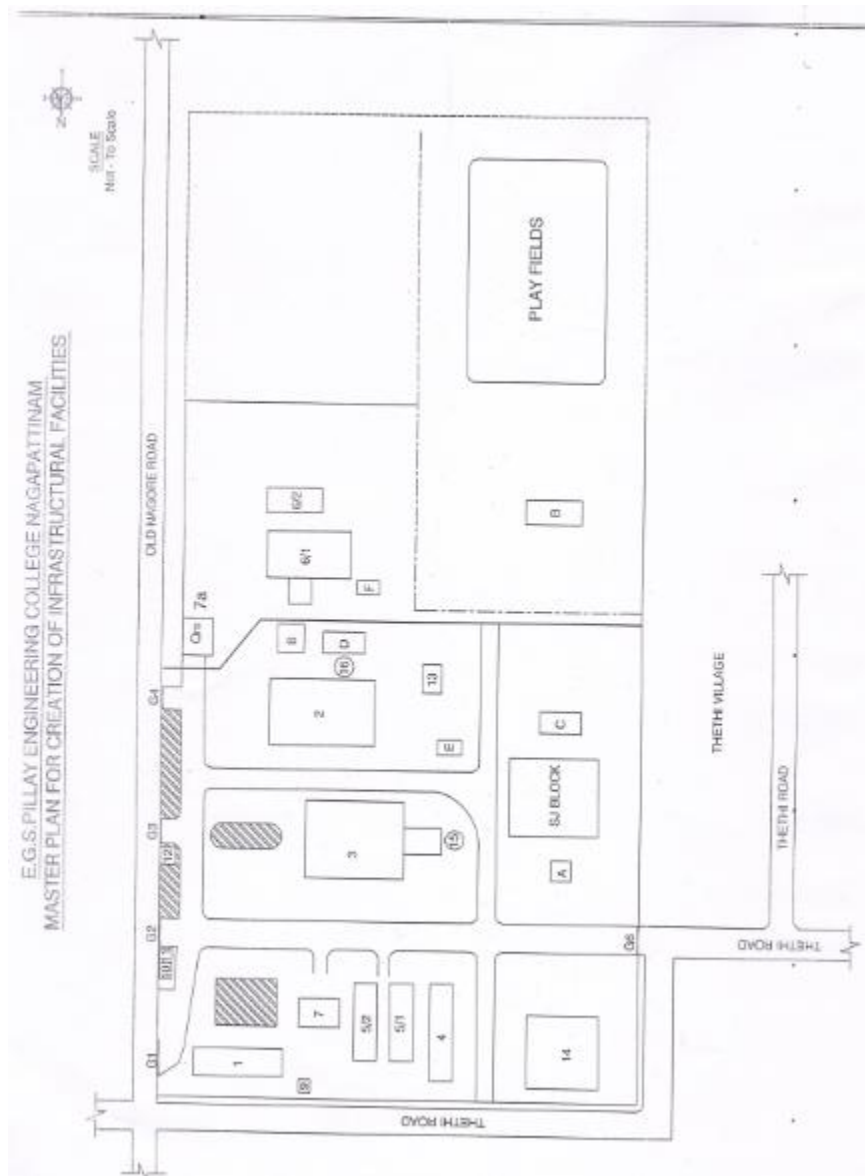 E.G.S.PILLAY ENGINEERING COLLEGE NAGAPATTINAM
MASTER PLAN FOR CREATION OF INFRASTRUCTURAL FACILITIES
SCALE
Not - To Scale
OLD NAGORE ROAD
G1
G2
G3
G4
12
Qrs
7a
1
9
7
5/2
5/1
4
14
3
15
2
16
D
13
E
6/1
6/2
F
SJ BLOCK
A
C
B
PLAY FIELDS
THETHI ROAD
THETHI VILLAGE
THETHI ROAD
THETHI ROAD